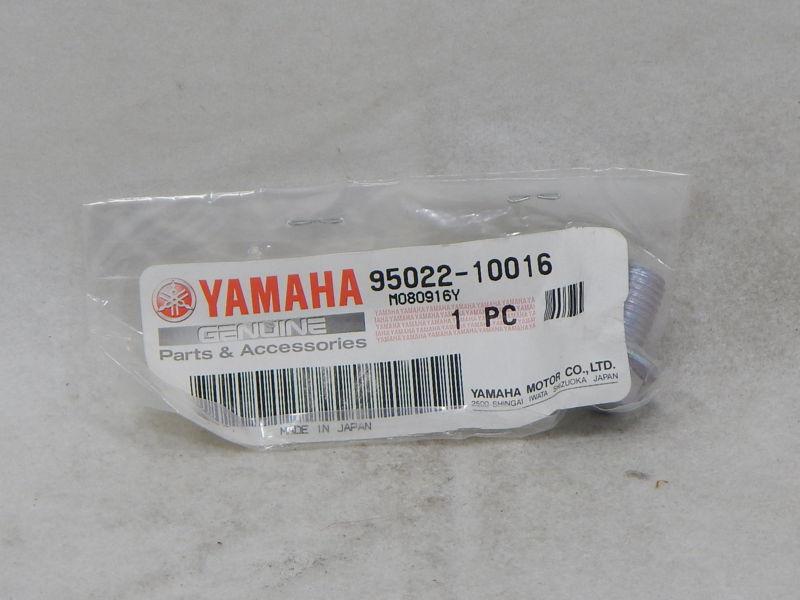 YAMAHA 95022-10016
M080916Y
GENUINE 1 PC
Parts & Accessories
YAMAHA MOTOR CO., LTD.
2500 SHINGAI IWATA SHIZUOKA JAPAN
MADE IN JAPAN